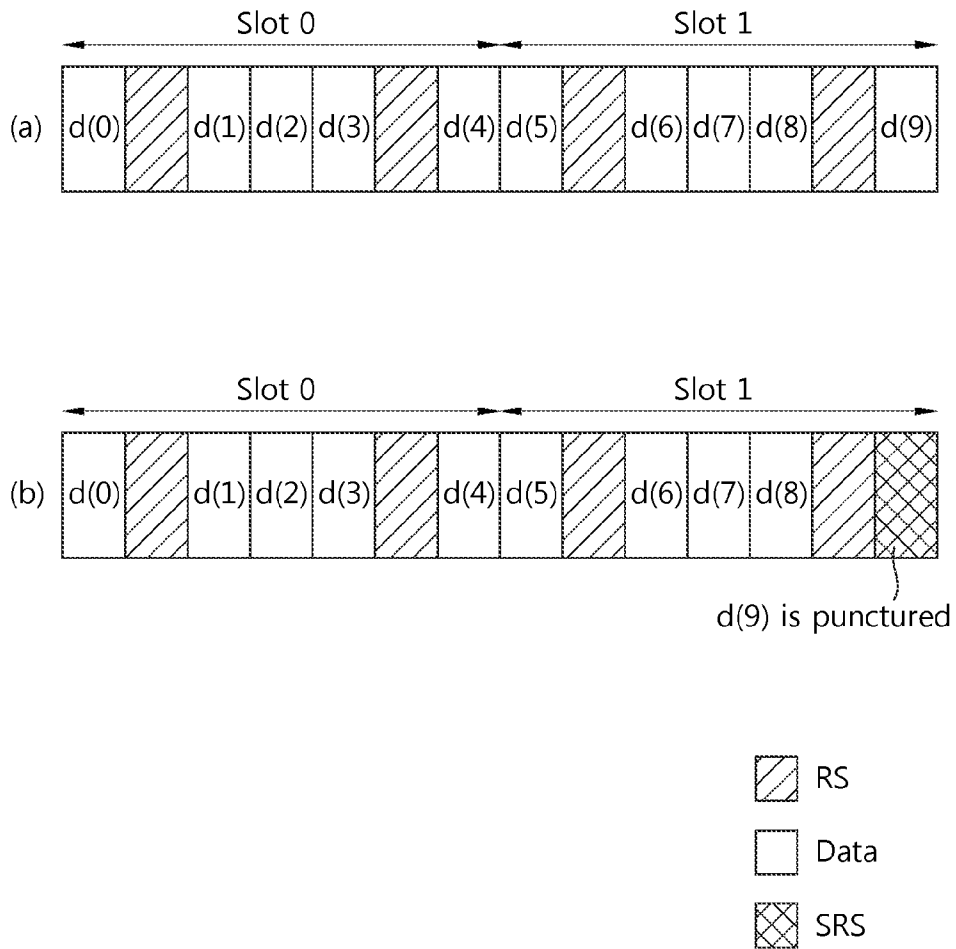 Slot 0 Slot 1
(a) d(0) d(1) d(2) d(3) d(4) d(5) d(6) d(7) d(8) d(9)
Slot 0 Slot 1
(b) d(0) d(1) d(2) d(3) d(4) d(5) d(6) d(7) d(8)
d(9) is punctured
RS
Data
SRS